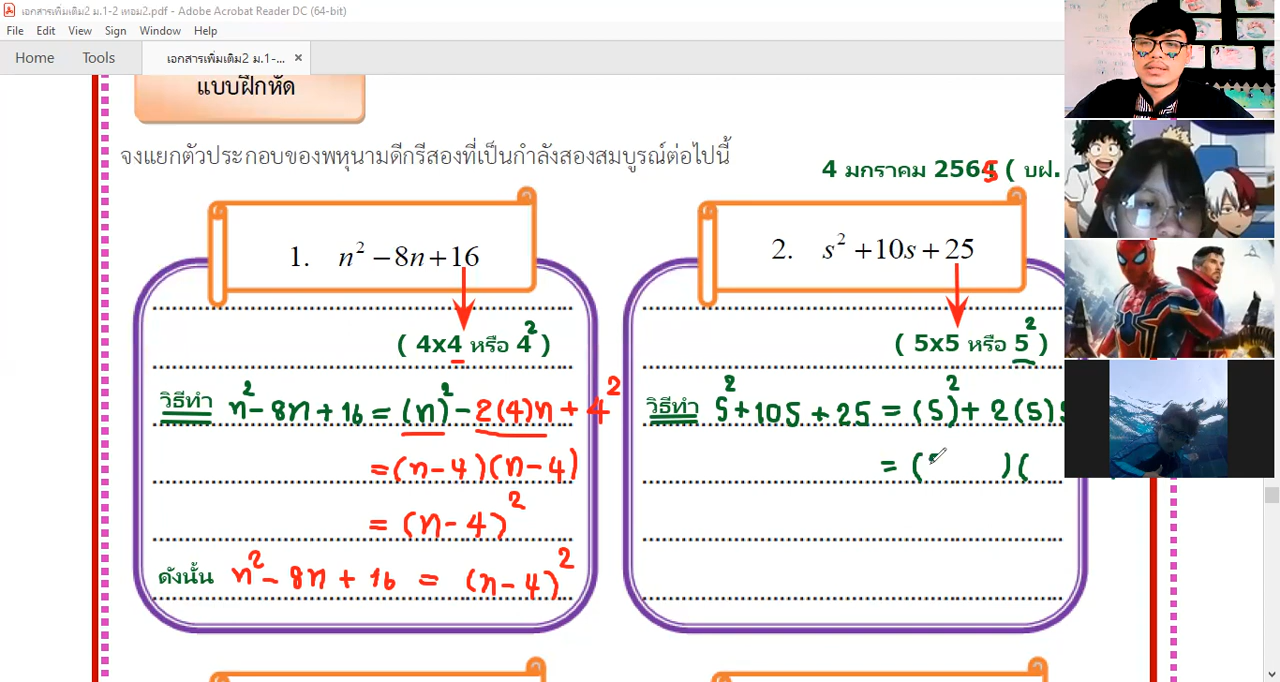 เอกสารเพิ่มเติม2 ม.1-2 เทอม2.pdf - Adobe Acrobat Reader DC (64-bit)
File Edit View Sign Window Help
Home Tools เอกสารเพิ่มเติม2 ม.1-... ×
แบบฝึกหัด
จงแยกตัวประกอบของพหุนามดีกรีสองที่เป็นกำลังสองสมบูรณ์ต่อไปนี้
4 มกราคม 2565 ( บฝ.
1. n² − 8n + 16
( 4x4 หรือ 4² )
วิธีทำ n² - 8n + 16 = (n)² - 2(4)n + 4²
= (n - 4)(n - 4)
= (n - 4)²
ดังนั้น n² - 8n + 16 = (n - 4)²
2. s² + 10s + 25
( 5x5 หรือ 5² )
วิธีทำ s² + 10s + 25 = (s)² + 2(5)
= ( )(